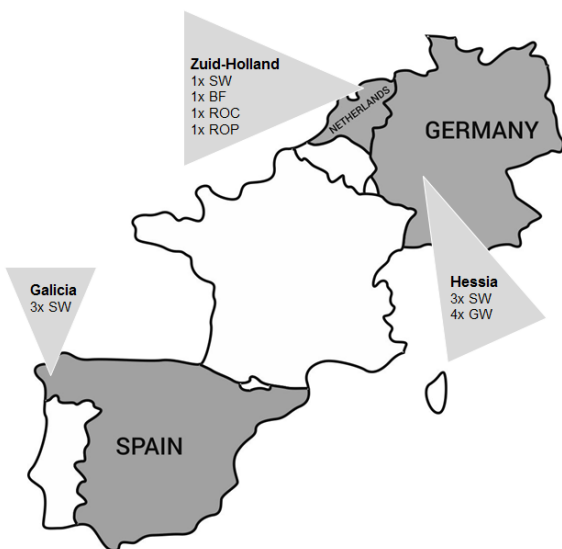 Zuid-Holland
1x SW
1x BF
1x ROC
1x ROP
NETHERLANDS
GERMANY
Galicia
3x SW
Hessia
3x SW
4x GW
SPAIN